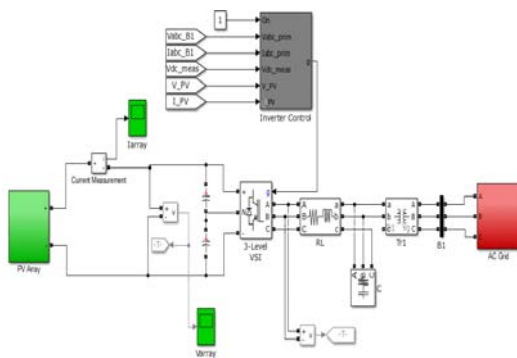 1
On
Vabc_B1
Vabc_prim
Iabc_B1
Iabc_prim
Vdc_meas
Vdc_meas
V_PV
V_PV
I_PV
I_PV
Inverter Control
Iarray
Current Measurement
PV Array
Varray
3-Level
VSI
RL
C
Tr1
B1
AC Grid
+
-
v
A
B
C
A
B
C
A
B
C
a
b
c
A
B
C
A
B
C